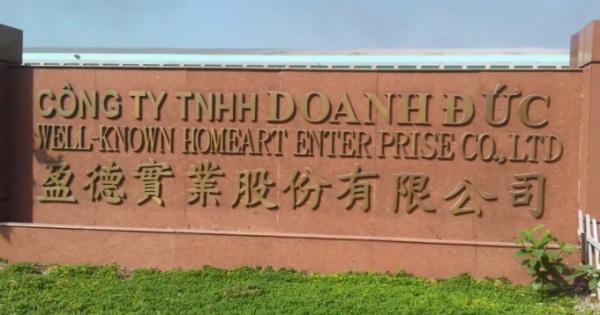 CÔNG TY TNHH DOANH ĐỨC
WELL-KNOWN HOMEART ENTER PRISE CO., LTD
盈德實業股份有限公司